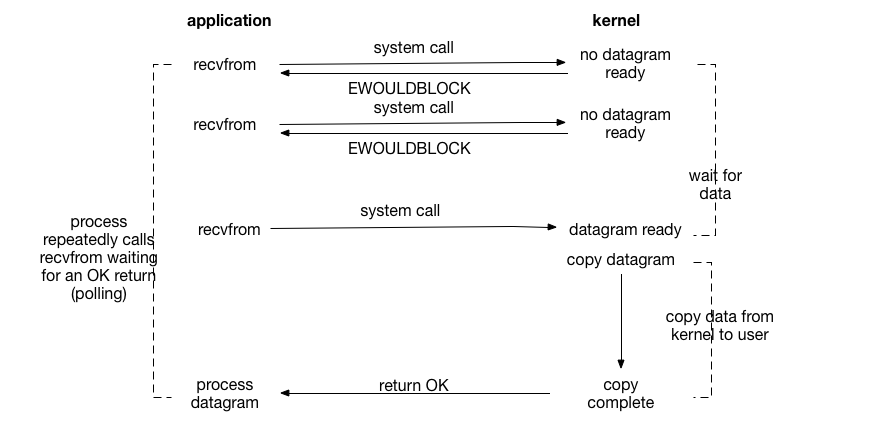 application
kernel
recvfrom
system call
no datagram
ready
EWOULDBLOCK
recvfrom
system call
no datagram
ready
EWOULDBLOCK
wait for
data
recvfrom
system call
datagram ready
process
repeatedly calls
recvfrom waiting
for an OK return
(polling)
copy datagram
copy data from
kernel to user
process
datagram
return OK
copy
complete